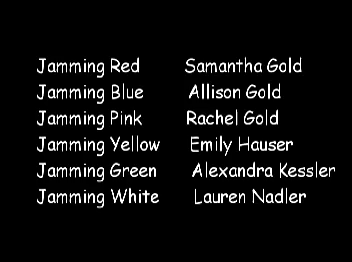 Jamming Red Samantha Gold
Jamming Blue Allison Gold
Jamming Pink Rachel Gold
Jamming Yellow Emily Hauser
Jamming Green Alexandra Kessler
Jamming White Lauren Nadler